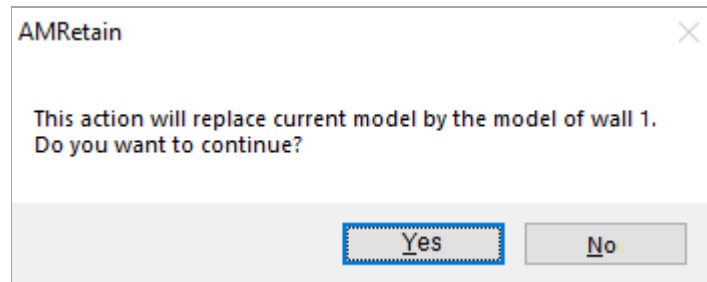 AMRetain
This action will replace current model by the model of wall 1.
Do you want to continue?
Yes
No